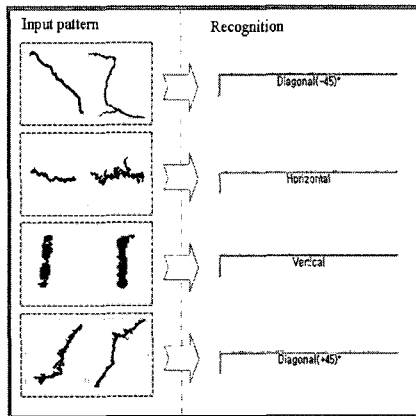 Input pattern
Recognition
Diagonal(-45)°
Horizontal
Vertical
Diagonal(+45)°